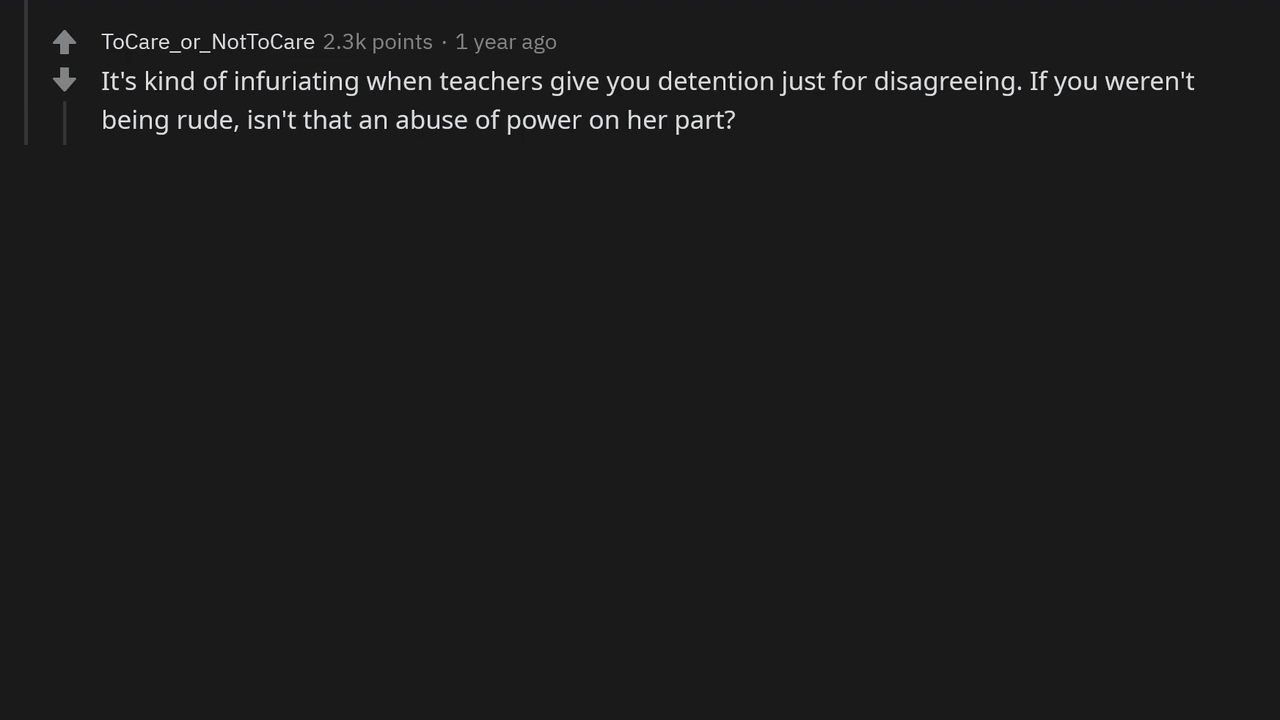 ToCare_or_NotToCare 2.3k points · 1 year ago
It's kind of infuriating when teachers give you detention just for disagreeing. If you weren't
being rude, isn't that an abuse of power on her part?